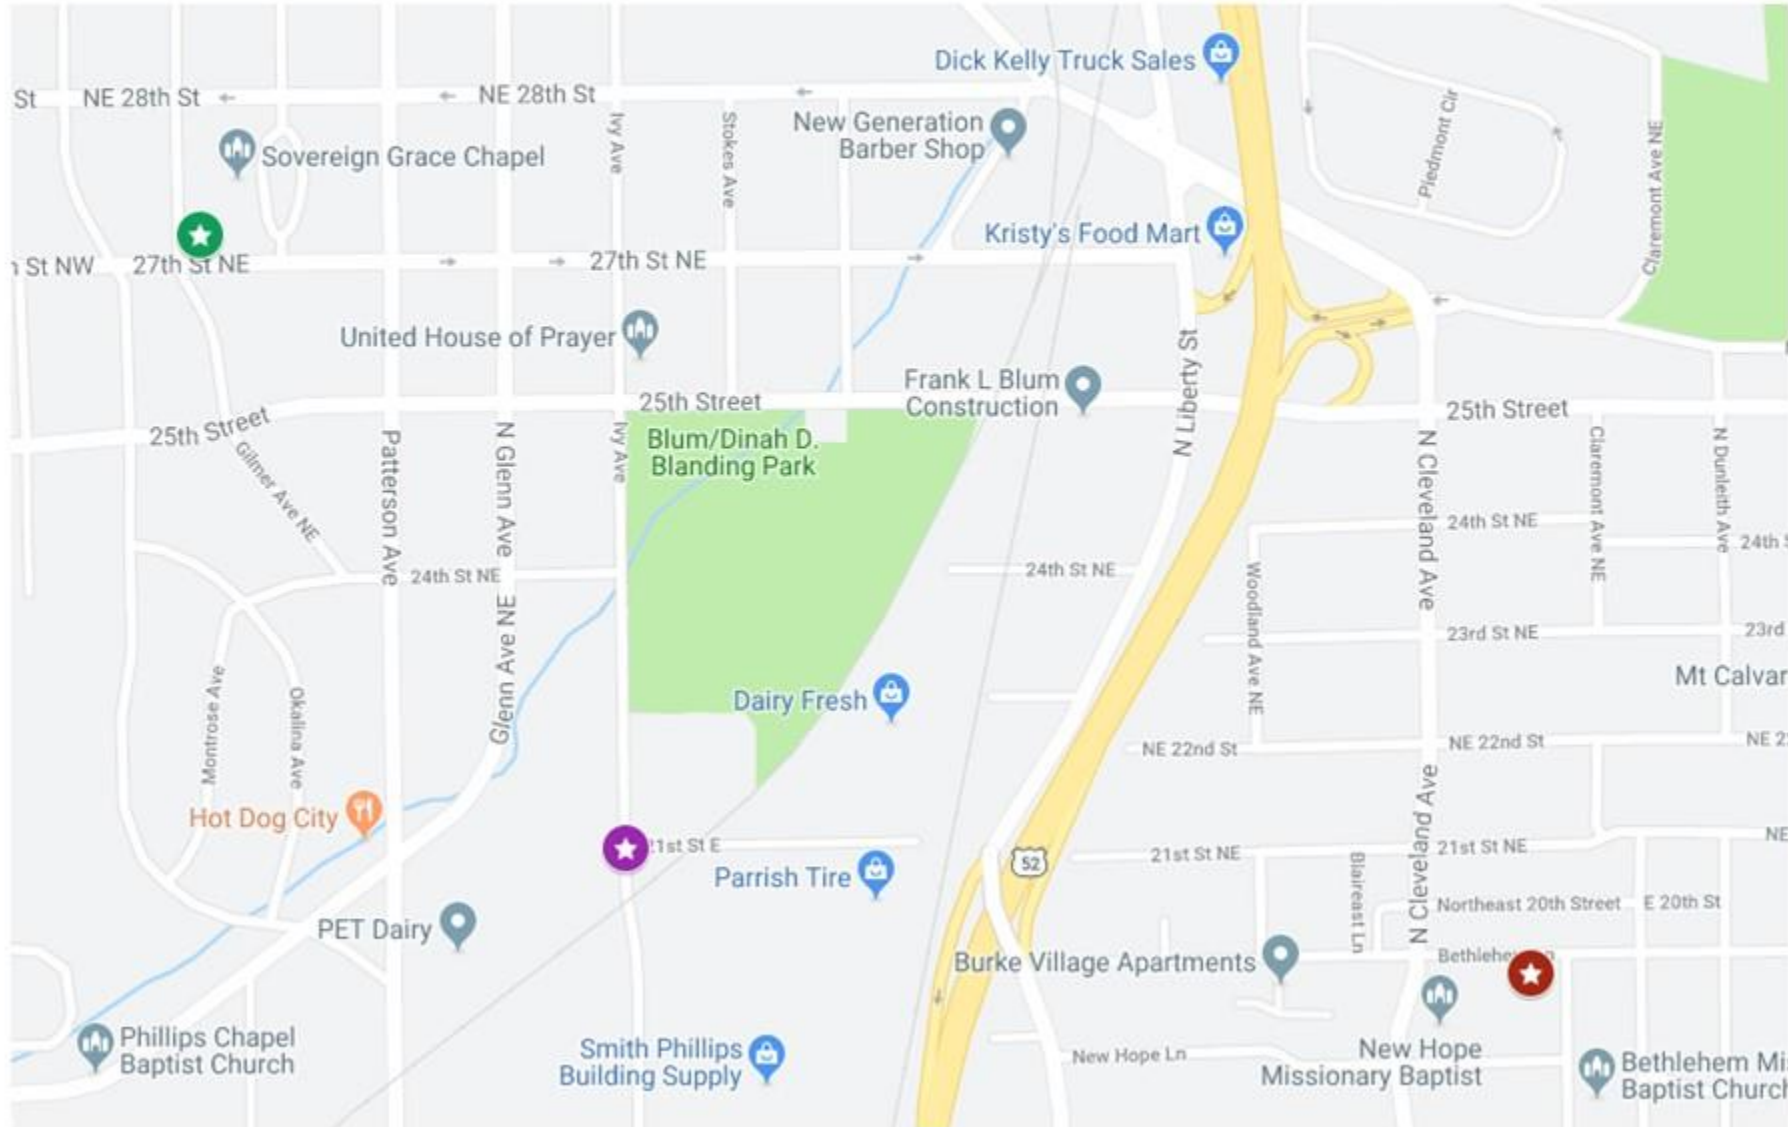 Dick Kelly Truck Sales
St
NE 28th St
NE 28th St
Ivy Ave
Stokes Ave
New Generation
Barber Shop
Piedmont Cir
Claremont Ave NE
Sovereign Grace Chapel
Kristy's Food Mart
St NW
27th St NE
27th St NE
United House of Prayer
N Liberty St
Frank L Blum
Construction
25th Street
25th Street
25th Street
Blum/Dinah D.
Blanding Park
Gilmer Ave NE
Patterson Ave
N Glenn Ave
Ivy Ave
N Cleveland Ave
Claremont Ave NE
N Dunleith Ave
24th St NE
24th
24th St NE
24th St NE
Woodland Ave NE
Glenn Ave NE
23rd St NE
23rd
Montrose Ave
Okalina Ave
Mt Calvar
Dairy Fresh
NE 22nd St
NE 22nd St
NE 2
Hot Dog City
N Cleveland Ave
21st St E
Parrish Tire
52
21st St NE
21st St NE
NE
Blaireast Ln
Northeast 20th Street
E 20th St
PET Dairy
Burke Village Apartments
Bethlehe
Phillips Chapel
Baptist Church
Smith Phillips
Building Supply
New Hope Ln
New Hope
Missionary Baptist
Bethlehem Mi
Baptist Churc